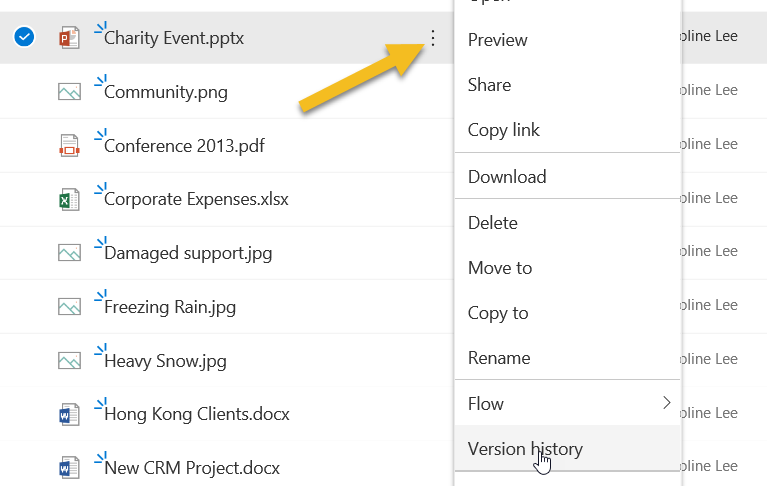 Open
Charity Event.pptx
Preview
oline Lee
Share
Community.png
oline Lee
Copy link
Conference 2013.pdf
oline Lee
Download
Corporate Expenses.xlsx
oline Lee
Delete
Damaged support.jpg
oline Lee
Move to
Freezing Rain.jpg
oline Lee
Copy to
Heavy Snow.jpg
oline Lee
Rename
Hong Kong Clients.docx
oline Lee
Flow
Version history
New CRM Project.docx
oline Lee